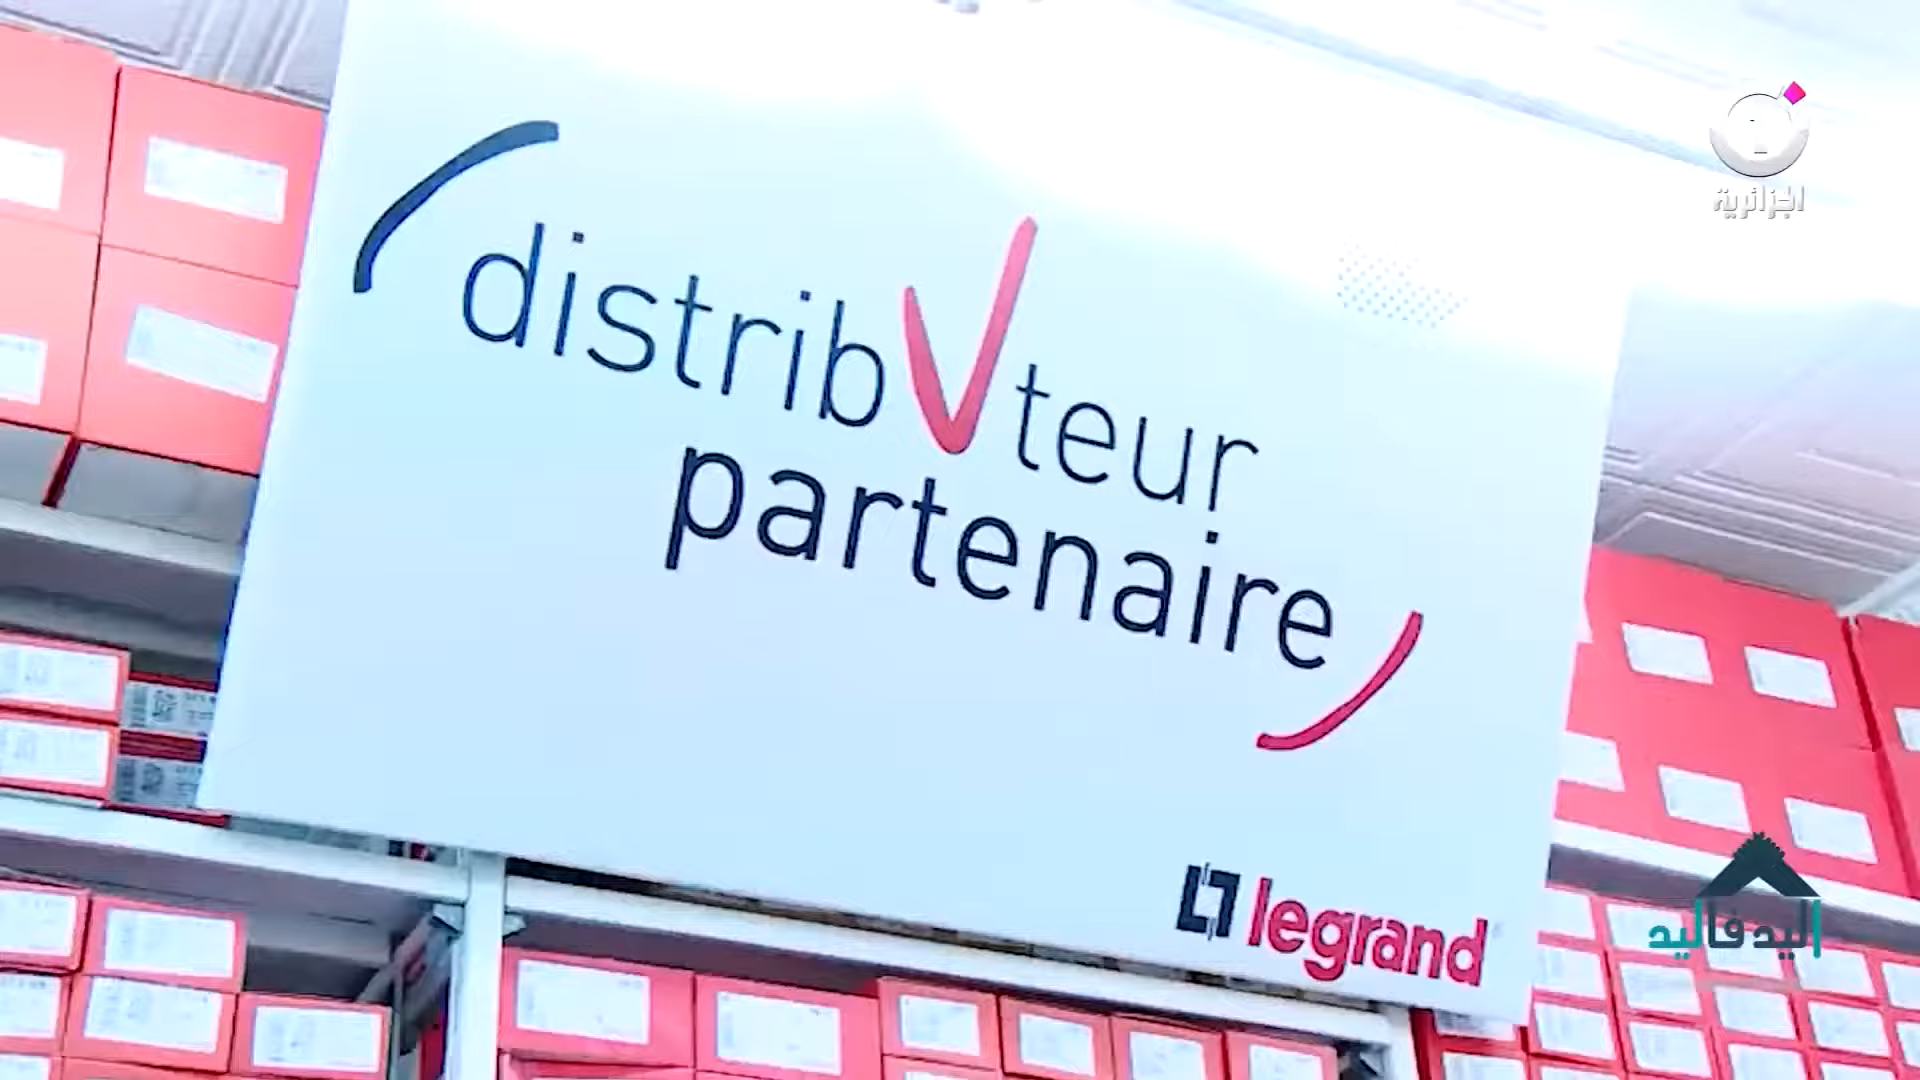 الجزائرية
distribVteur
partenaire
legrand
اليد فاليد